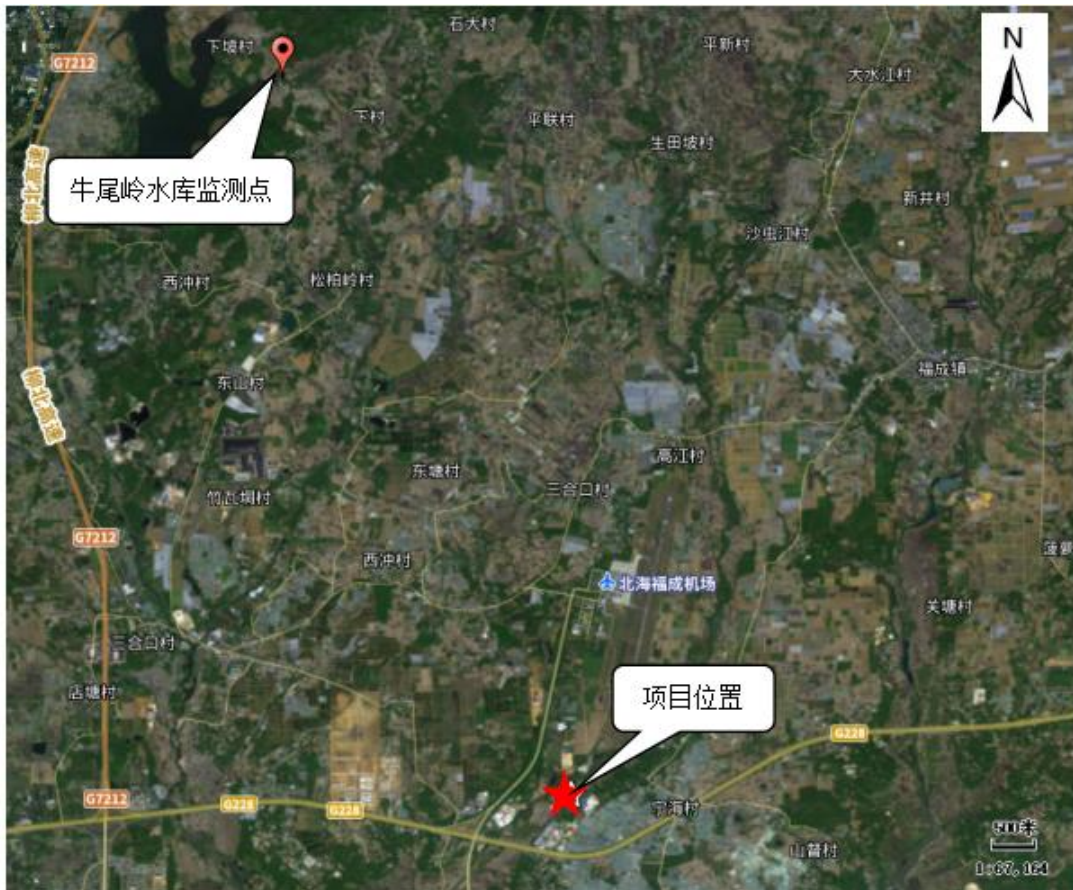 石大村
下坡村
平新村
N
G7212
大水江村
下村
平联村
生田坡村
牛尾岭水库监测点
新井村
沙虫江村
西冲村
松柏岭村
福成镇
东山村
高江村
东塘村
三合口村
竹瓦堋村
G7212
西冲村
北海福成机场
关塘村
三合口村
店塘村
项目位置
G228
G7212
G228
G228
宁海村
500米
山瞽村
1:67,164